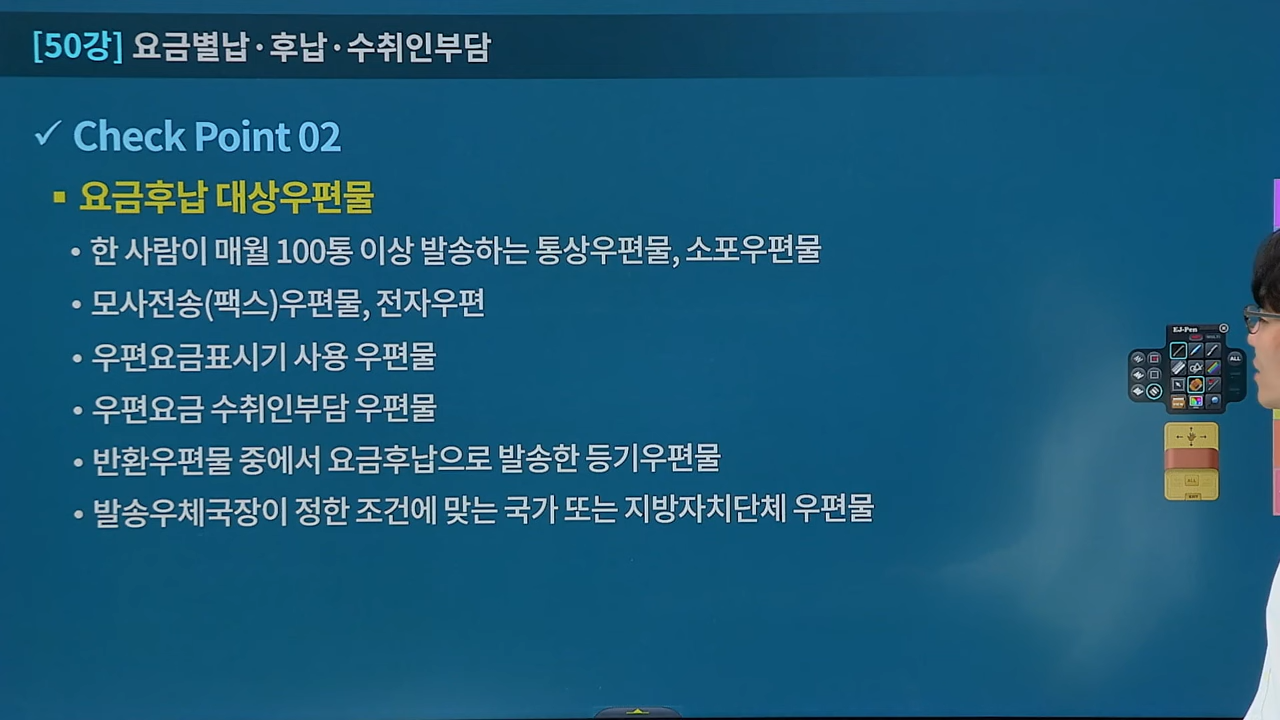 [50강] 요금별납·후납·수취인부담
✓ Check Point 02
▪ 요금후납 대상우편물
• 한 사람이 매월 100통 이상 발송하는 통상우편물, 소포우편물
• 모사전송(팩스)우편물, 전자우편
• 우편요금표시기 사용 우편물
• 우편요금 수취인부담 우편물
• 반환우편물 중에서 요금후납으로 발송한 등기우편물
• 발송우체국장이 정한 조건에 맞는 국가 또는 지방자치단체 우편물
EJ-Pen
ALL
ALL
EXIT